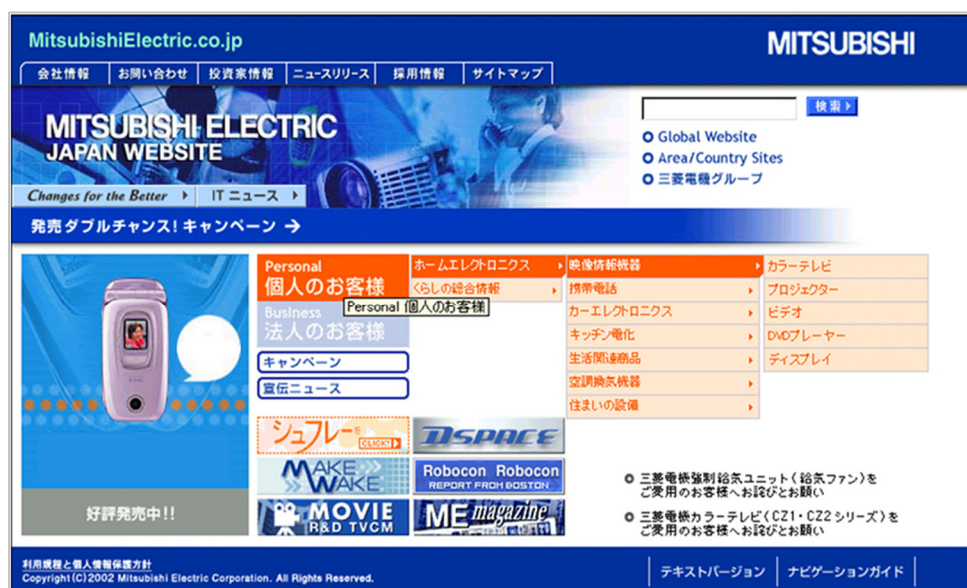 MitsubishiElectric.co.jp
MITSUBISHI
会社情報 お問い合わせ 投資家情報 ニュースリリース 採用情報 サイトマップ
MITSUBISHI ELECTRIC
JAPAN WEBSITE
検索
Global Website
Area/Country Sites
三菱電機グループ
Changes for the Better ITニュース
発売ダブルチャンス!キャンペーン →
Personal
個人のお客様
Personal 個人のお客様
Business
法人のお客様
キャンペーン
宣伝ニュース
ホームエレクトロニクス
くらしの総合情報
映像情報機器
携帯電話
カーエレクトロニクス
キッチン電化
生活関連商品
空調換気機器
住まいの設備
カラーテレビ
プロジェクター
ビデオ
DVDプレーヤー
ディスプレイ
好評発売中!!
シュフレーを CLICK!
DSPACE
MAKE WAKE
Robocon Robocon
REPORT FROM BOSTON
MOVIE
R&D TVCM
ME magazine
三菱電機強制給気ユニット(給気ファン)を
ご愛用のお客様へお詫びとお願い
三菱電機カラーテレビ(CZ1・CZ2シリーズ)を
ご愛用のお客様へお詫びとお願い
利用規程と個人情報保護方針
Copyright(C)2002 Mitsubishi Electric Corporation. All Rights Reserved.
テキストバージョン ナビゲーションガイド